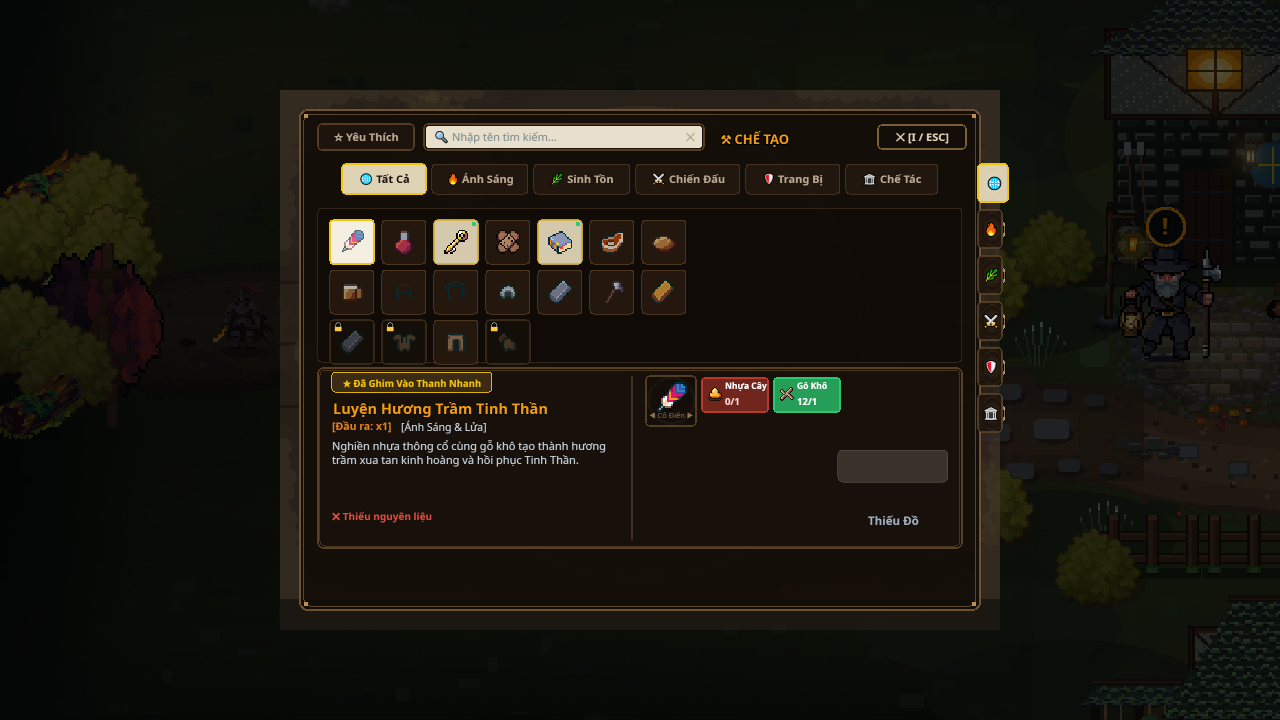 ☆ Yêu Thích
Nhập tên tìm kiếm...
⚒ CHẾ TẠO
✕ [I / ESC]
Tất Cả
Ánh Sáng
Sinh Tồn
Chiến Đấu
Trang Bị
Chế Tác
★ Đã Ghim Vào Thanh Nhanh
Luyện Hương Trầm Tinh Thần
[Đầu ra: x1] [Ánh Sáng & Lửa]
Nghiền nhựa thông cổ cùng gỗ khô tạo thành hương
trầm xua tan kinh hoàng và hồi phục Tinh Thần.
✕ Thiếu nguyên liệu
◀ Cổ Điển ▶
Nhựa Cây
0/1
Gỗ Khô
12/1
Thiếu Đồ
!